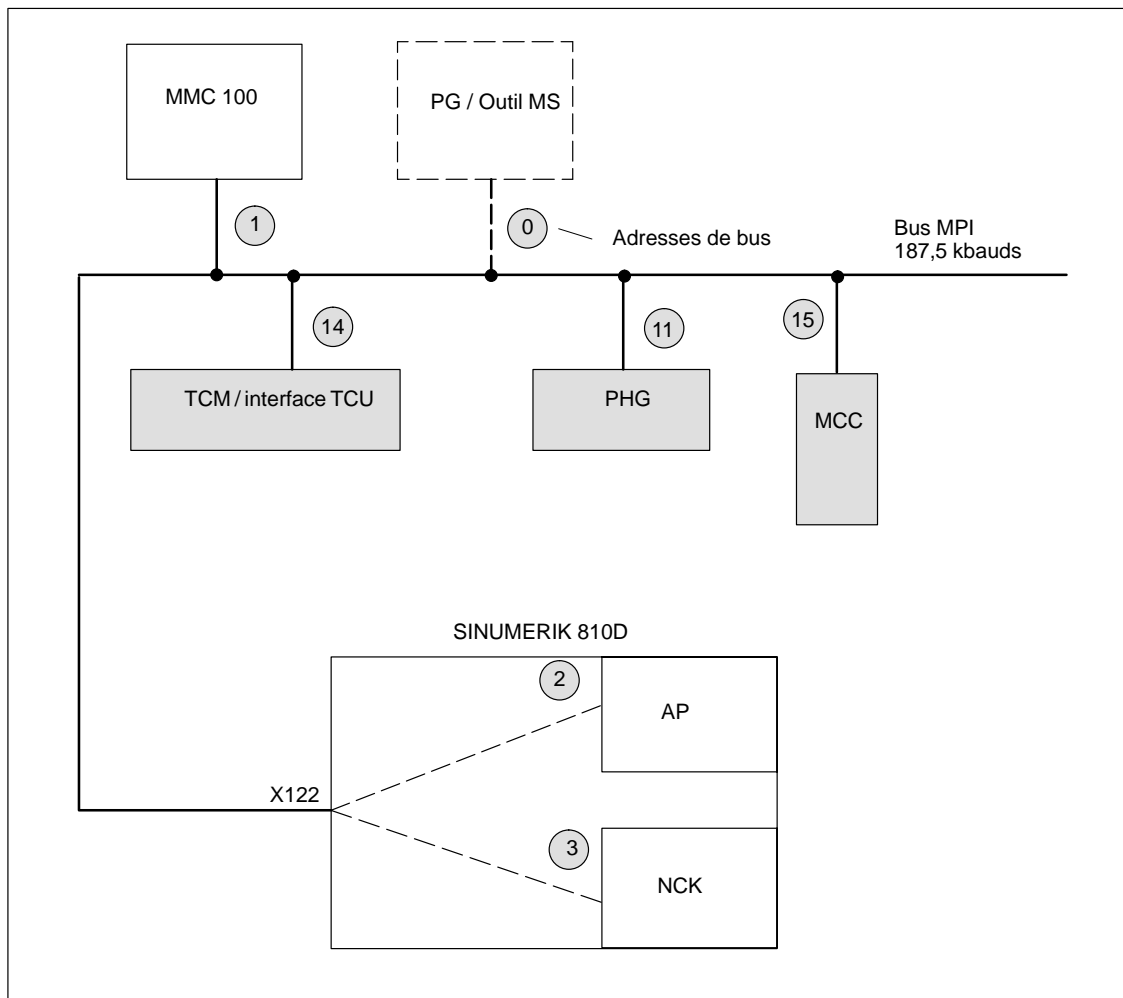 MMC 100
PG / Outil MS
1
0
Adresses de bus
Bus MPI
187,5 kbauds
14
11
15
TCM / interface TCU
PHG
MCC
SINUMERIK 810D
2
AP
X122
3
NCK